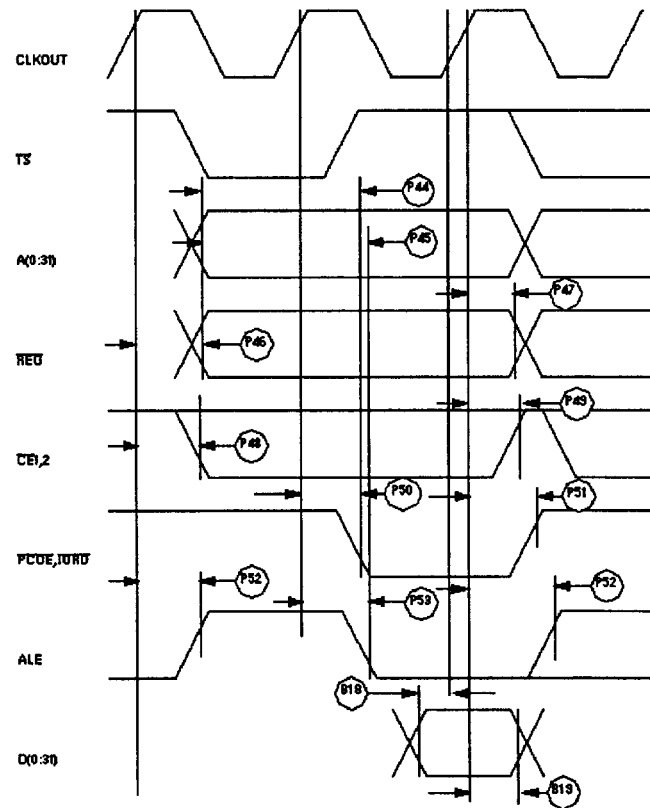 CLKOUT
TS
P44
P45
A(0:31)
P47
P46
REG
P49
P48
CE1,2
P50
P51
PCOE,IORD
P52
P52
P53
ALE
B18
D(0:31)
B19